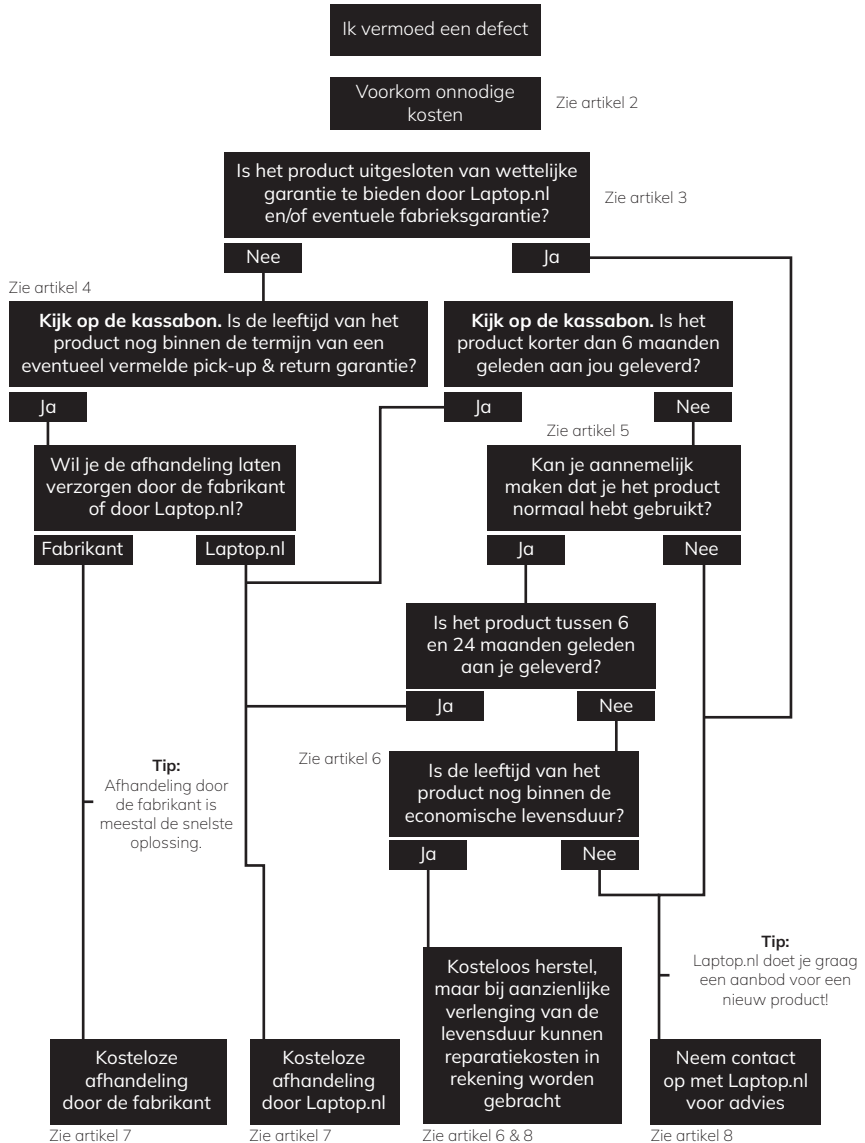 Ik vermoed een defect
Voorkom onnodige
kosten
Zie artikel 2
Is het product uitgesloten van wettelijke
garantie te bieden door Laptop.nl
en/of eventuele fabrieksgarantie?
Zie artikel 3
Nee
Ja
Zie artikel 4
Kijk op de kassabon. Is de leeftijd van het
product nog binnen de termijn van een
eventueel vermelde pick-up & return garantie?
Kijk op de kassabon. Is het
product korter dan 6 maanden
geleden aan jou geleverd?
Ja
Ja
Nee
Zie artikel 5
Wil je de afhandeling laten
verzorgen door de fabrikant
of door Laptop.nl?
Kan je aannemelijk
maken dat je het product
normaal hebt gebruikt?
Fabrikant
Laptop.nl
Ja
Nee
Is het product tussen 6
en 24 maanden geleden
aan je geleverd?
Ja
Nee
Zie artikel 6
Is de leeftijd van het
product nog binnen de
economische levensduur?
Tip:
Afhandeling door
de fabrikant is
meestal de snelste
oplossing.
Ja
Nee
Tip:
Laptop.nl doet je graag
een aanbod voor een
nieuw product!
Kosteloze
afhandeling
door de fabrikant
Kosteloze
afhandeling
door Laptop.nl
Kosteloos herstel,
maar bij aanzienlijke
verlenging van de
levensduur kunnen
reparatiekosten in
rekening worden
gebracht
Neem contact
op met Laptop.nl
voor advies
Zie artikel 7
Zie artikel 7
Zie artikel 6 & 8
Zie artikel 8